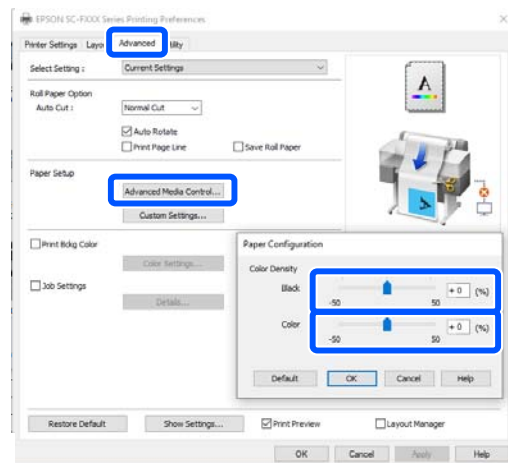 EPSON SC-FXXX Series Printing Preferences
Printer Settings Layo Advanced tility
Select Setting : Current Settings
Roll Paper Option
Auto Cut : Normal Cut
Auto Rotate
Print Page Line Save Roll Paper
Paper Setup
Advanced Media Control...
Custom Settings...
Print Bckg Color
Color Settings...
Job Settings
Details...
A
A
Paper Configuration
Color Density
Black + 0 (%)
-50 50
Color + 0 (%)
-50 50
Default OK Cancel Help
Restore Default Show Settings... Print Preview Layout Manager
OK Cancel Apply Help